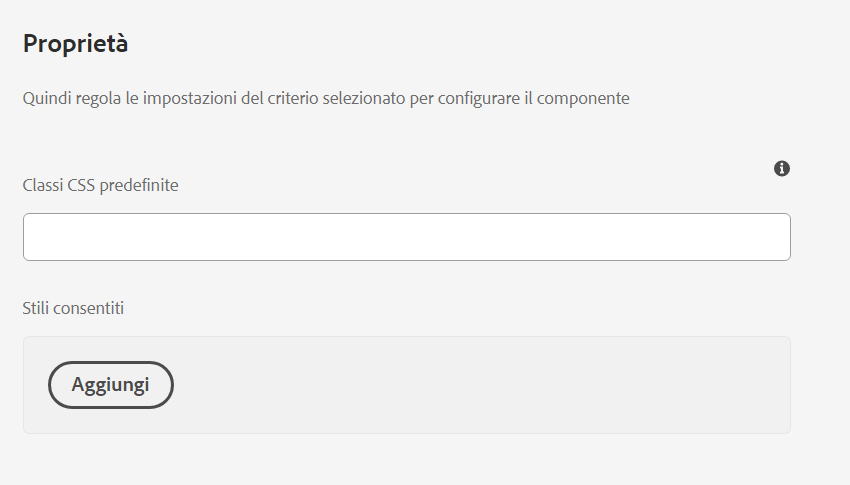 Proprietà
Quindi regola le impostazioni del criterio selezionato per configurare il componente
Classi CSS predefinite
Stili consentiti
Aggiungi